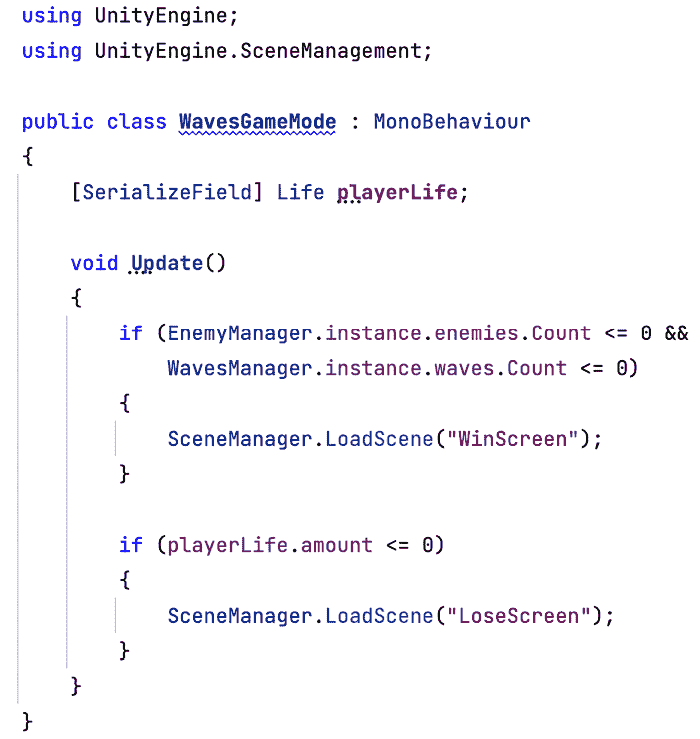 using UnityEngine;
using UnityEngine.SceneManagement;

public class WavesGameMode : MonoBehaviour
{
    [SerializeField] Life playerLife;

    void Update()
    {
        if (EnemyManager.instance.enemies.Count <= 0 &&
            WavesManager.instance.waves.Count <= 0)
        {
            SceneManager.LoadScene("WinScreen");
        }

        if (playerLife.amount <= 0)
        {
            SceneManager.LoadScene("LoseScreen");
        }
    }
}